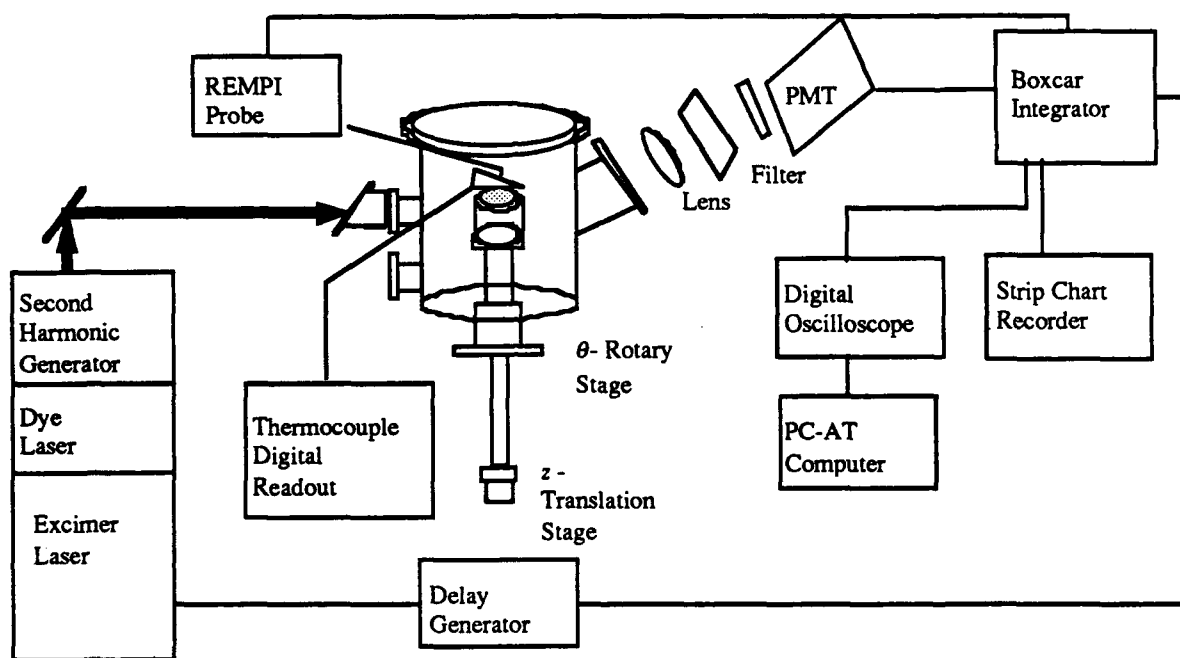 REMPI
Probe
PMT
Boxcar
Integrator
Filter
Lens
Second
Harmonic
Generator
Digital
Oscilloscope
Strip Chart
Recorder
θ- Rotary
Stage
Dye
Laser
Thermocouple
Digital
Readout
PC-AT
Computer
z -
Translation
Stage
Excimer
Laser
Delay
Generator